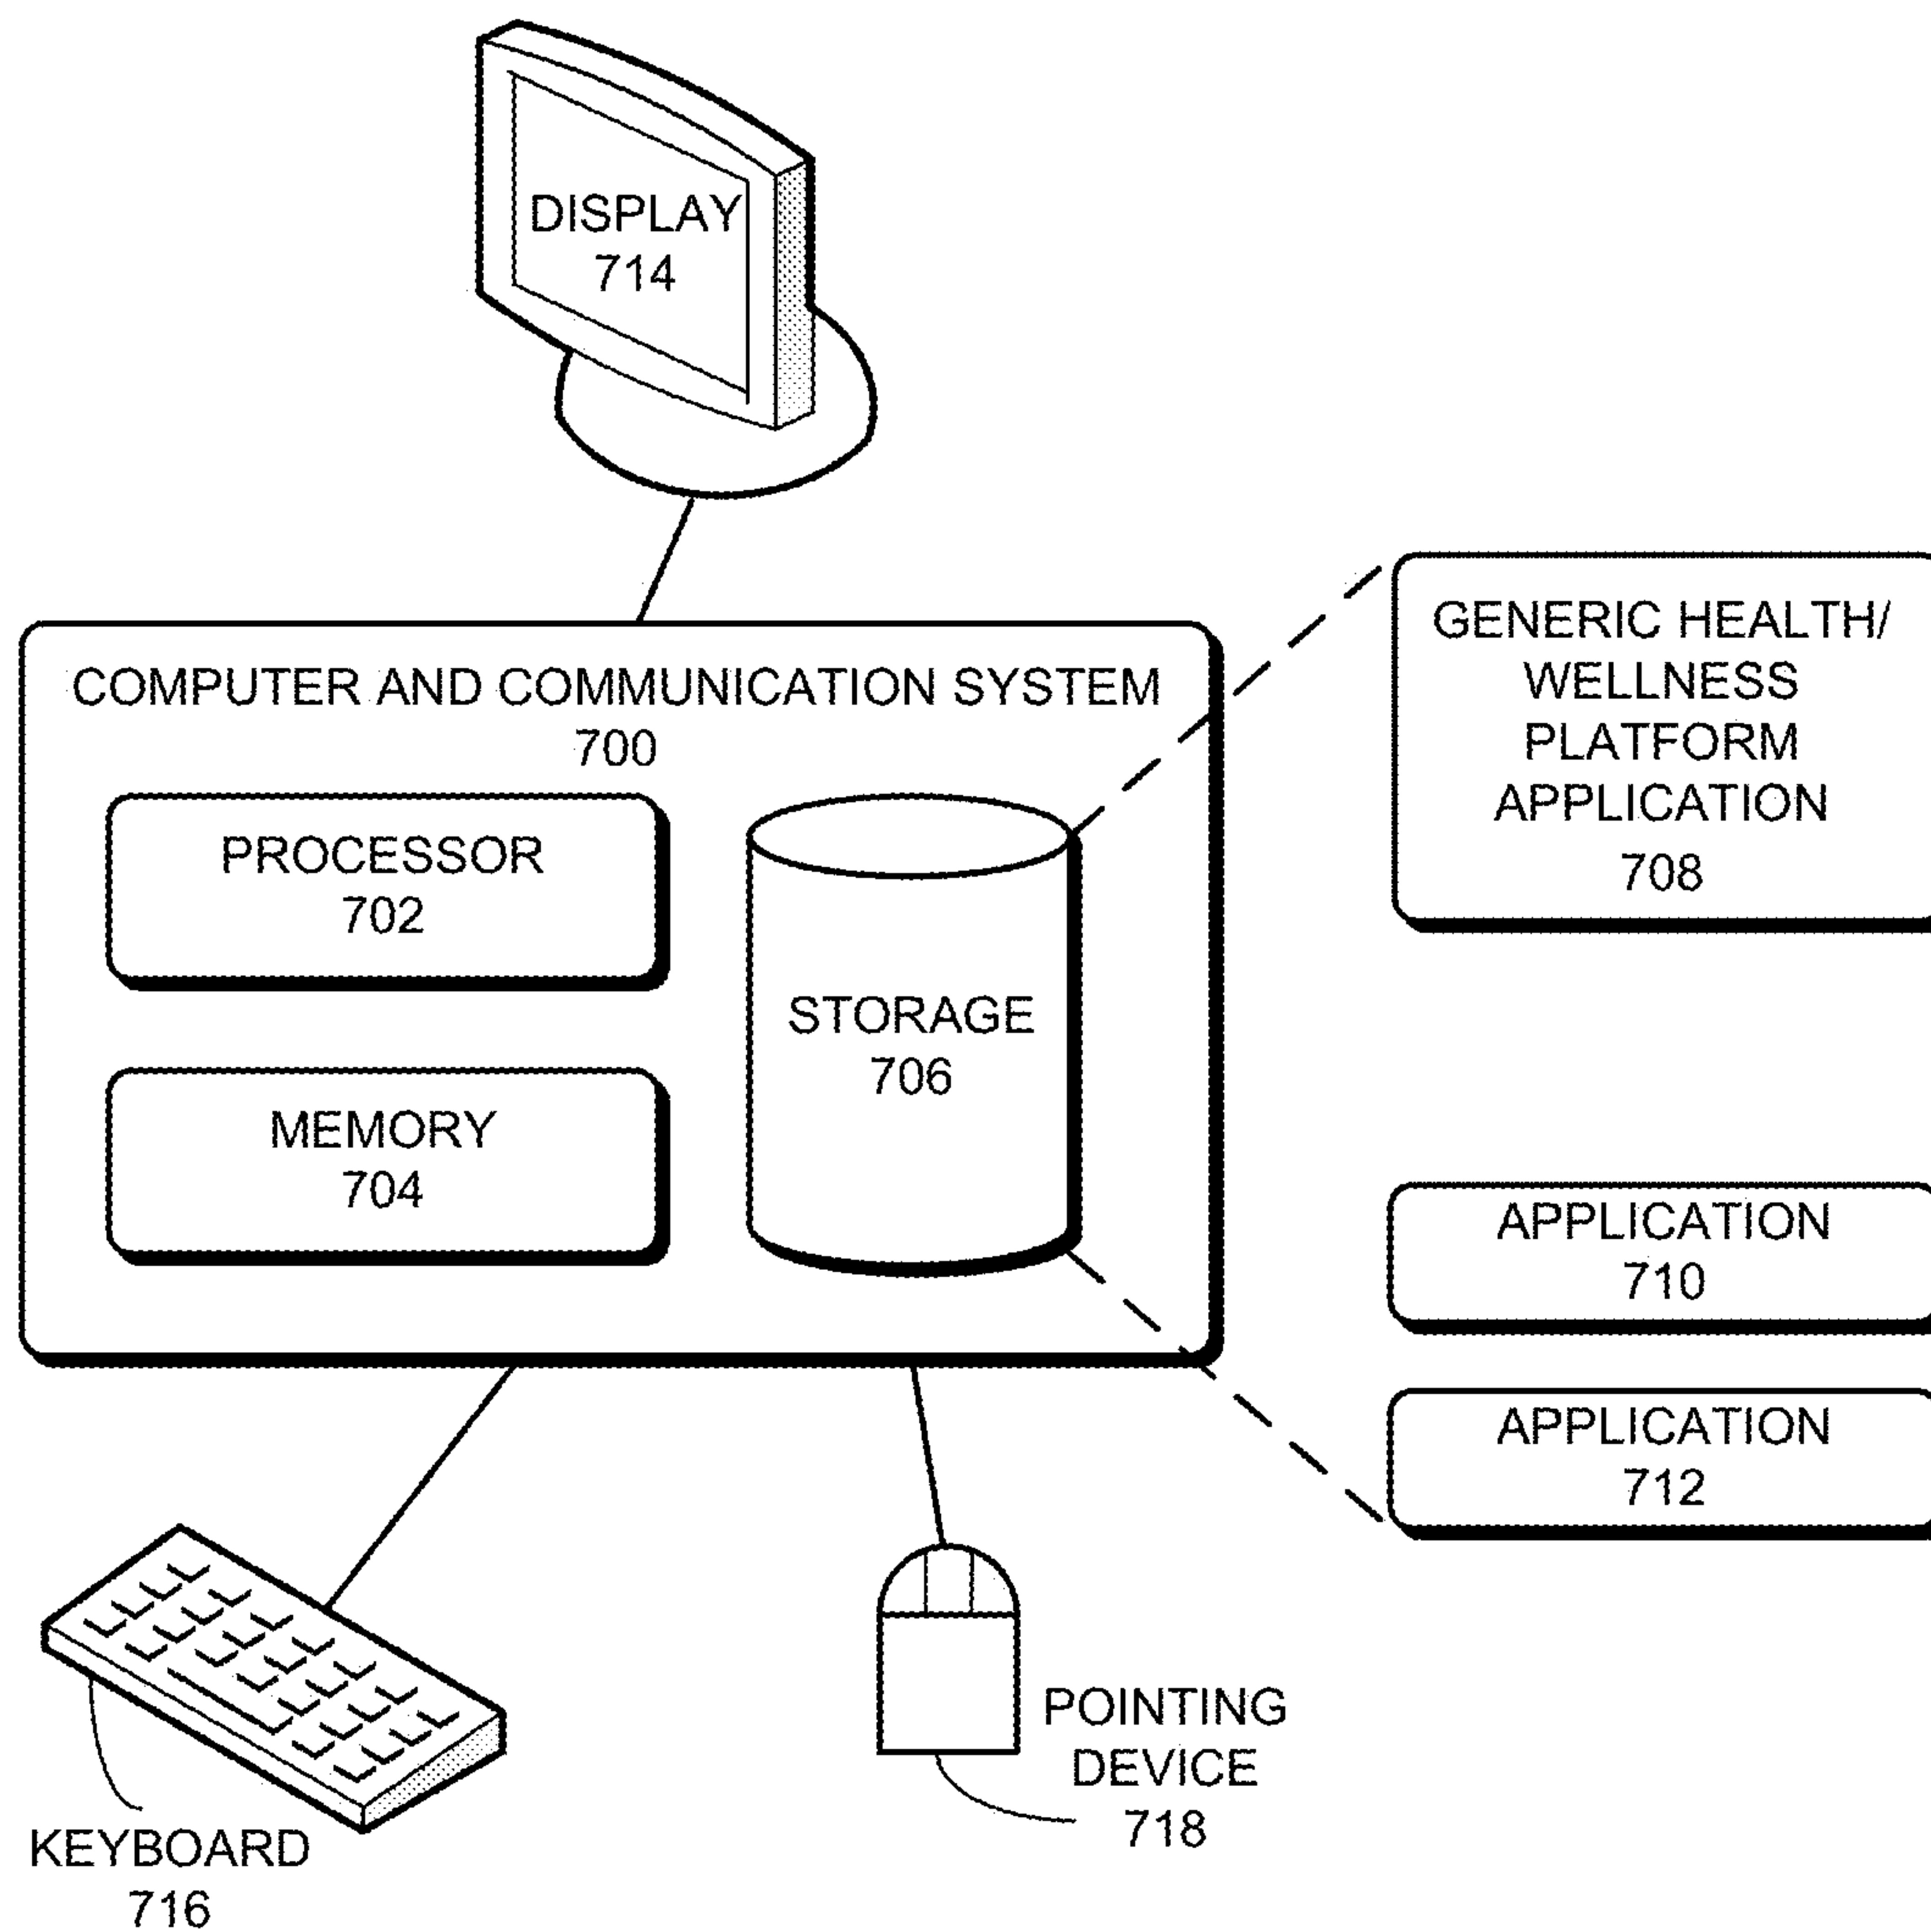 DISPLAY
714
COMPUTER AND COMMUNICATION SYSTEM
700
PROCESSOR
702
MEMORY
704
STORAGE
706
GENERIC HEALTH/
WELLNESS
PLATFORM
APPLICATION
708
APPLICATION
710
APPLICATION
712
KEYBOARD
716
POINTING
DEVICE
718